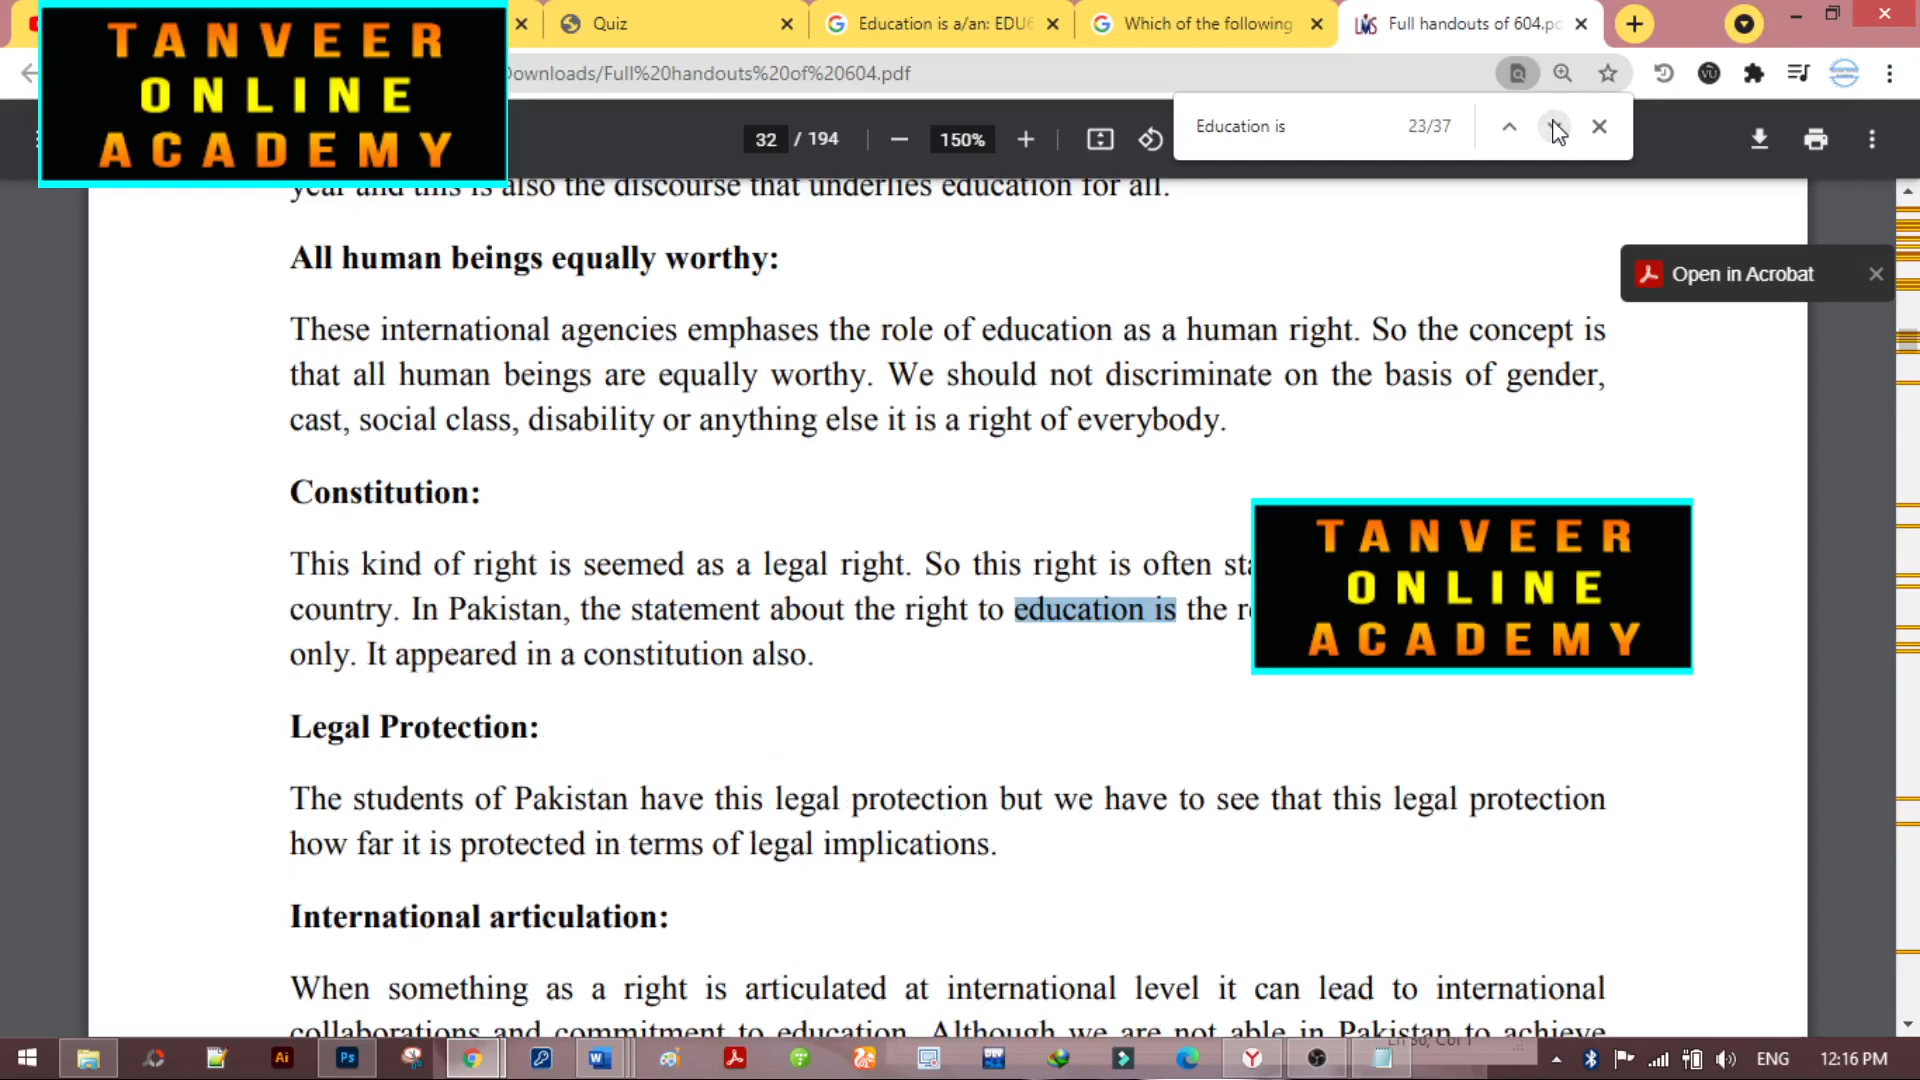 TANVEER
ONLINE
ACADEMY
Quiz
Education is a/an: EDU6
Which of the following
Full handouts of 604.pd
Downloads/Full%20handouts%20of%20604.pdf
Education is
23/37
32 / 194
150%
year and this is also the discourse that underlies education for all.
Open in Acrobat
All human beings equally worthy:
These international agencies emphases the role of education as a human right. So the concept is
that all human beings are equally worthy. We should not discriminate on the basis of gender,
cast, social class, disability or anything else it is a right of everybody.
Constitution:
This kind of right is seemed as a legal right. So this right is often
country. In Pakistan, the statement about the right to education is the
only. It appeared in a constitution also.
TANVEER
ONLINE
ACADEMY
Legal Protection:
The students of Pakistan have this legal protection but we have to see that this legal protection
how far it is protected in terms of legal implications.
International articulation:
When something as a right is articulated at international level it can lead to international
collaborations and commitment to education. Although we are not able in Pakistan to achieve
ENG
12:16 PM